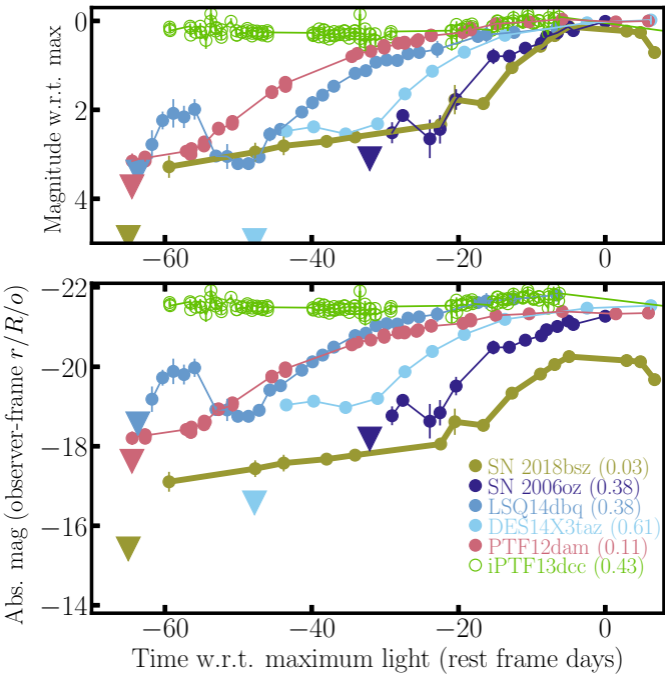 0
2
4
Magnitude w.r.t. max
−60
−40
−20
0
−22
−20
−18
−16
−14
Abs. mag (observer-frame r/R/o)
SN 2018bsz (0.03)
SN 2006oz (0.38)
LSQ14dbq (0.38)
DES14X3taz (0.61)
PTF12dam (0.11)
iPTF13dcc (0.43)
−60
−40
−20
0
Time w.r.t. maximum light (rest frame days)